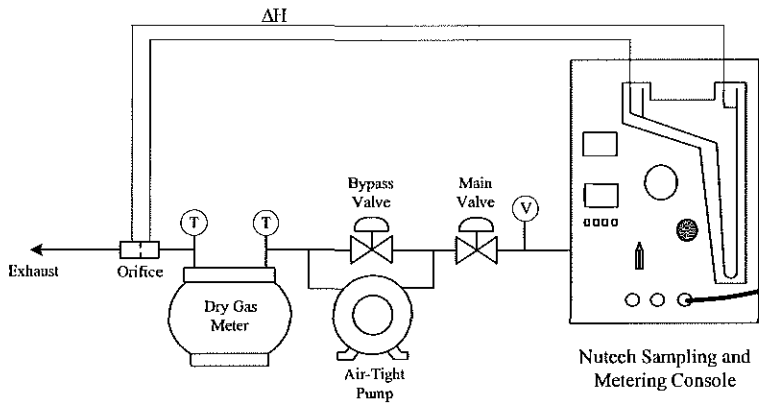 ΔH
Bypass
Valve
Main
Valve
T
T
V
Exhaust
Orifice
Dry Gas
Meter
Air-Tight
Pump
Nutech Sampling and
Metering Console